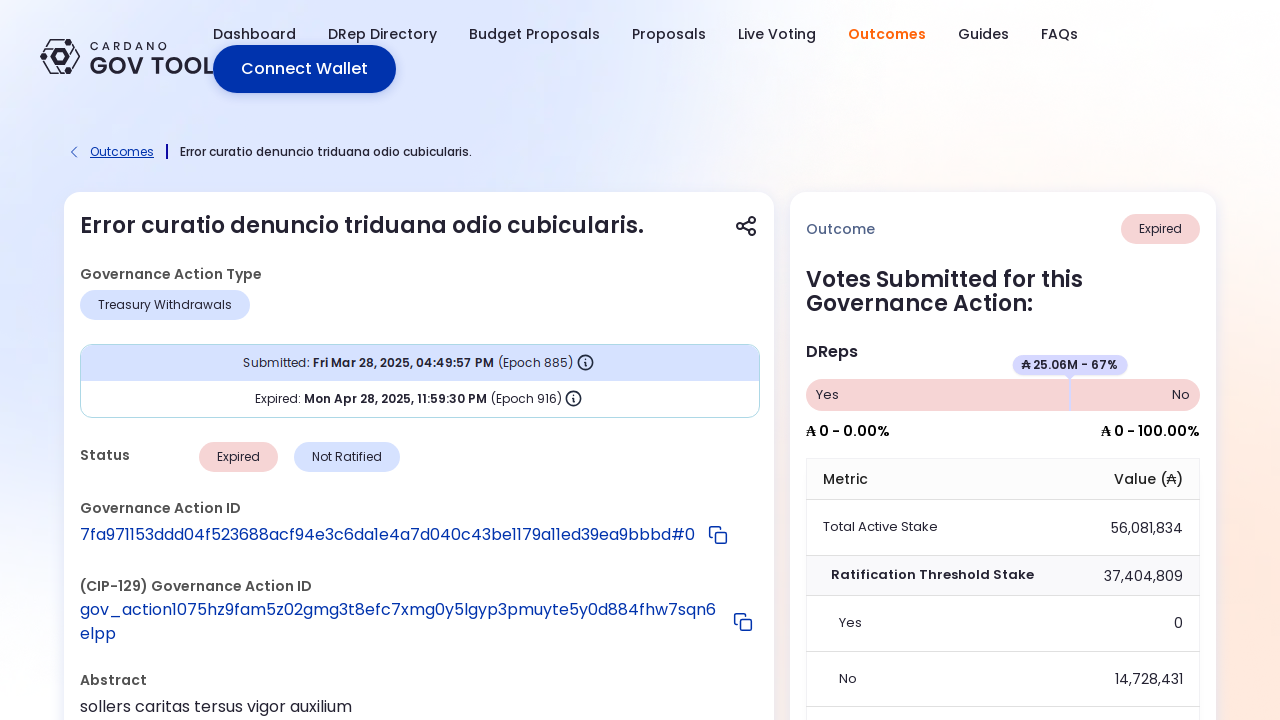 CARDANO
GOV TOOL
Dashboard
DRep Directory
Budget Proposals
Proposals
Live Voting
Outcomes
Guides
FAQs
Connect Wallet
Outcomes
Error curatio denuncio triduana odio cubicularis.
Error curatio denuncio triduana odio cubicularis.
Governance Action Type
Treasury Withdrawals
Submitted: Fri Mar 28, 2025, 04:49:57 PM (Epoch 885)
Expired: Mon Apr 28, 2025, 11:59:30 PM (Epoch 916)
Status
Expired
Not Ratified
Governance Action ID
7fa971153ddd04f523688acf94e3c6da1e4a7d040c43be1179a11ed39ea9bbbd#0
(CIP-129) Governance Action ID
gov_action1075hz9fam5z02gmg3t8efc7xmg0y5lgyp3pmuyte5y0d884fhw7sqn6
elpp
Abstract
sollers caritas tersus vigor auxilium
Outcome
Expired
Votes Submitted for this
Governance Action:
DReps
₳ 25.06M - 67%
Yes
No
₳ 0 - 0.00%
₳ 0 - 100.00%
Metric
Value (₳)
Total Active Stake
56,081,834
Ratification Threshold Stake
37,404,809
Yes
0
No
14,728,431